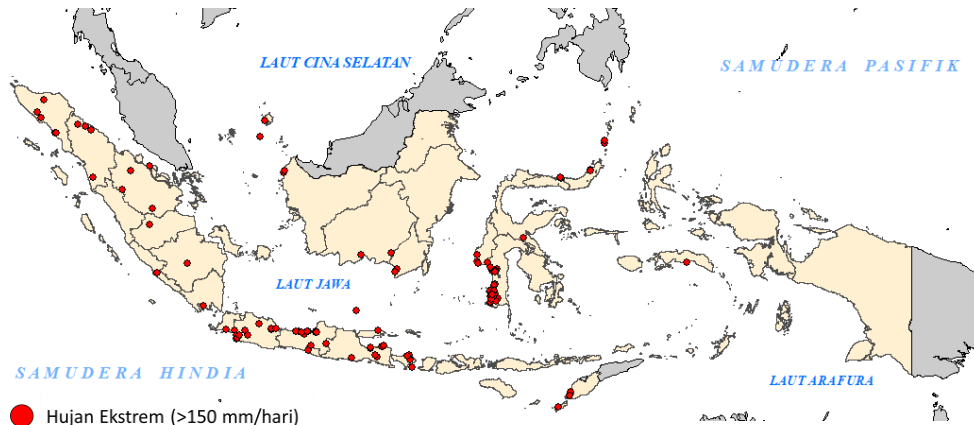 LAUT CINA SELATAN
SAMUDERA PASIFIK
LAUT JAWA
SAMUDERA HINDIA
LAUT ARAFURA
Hujan Ekstrem (>150 mm/hari)